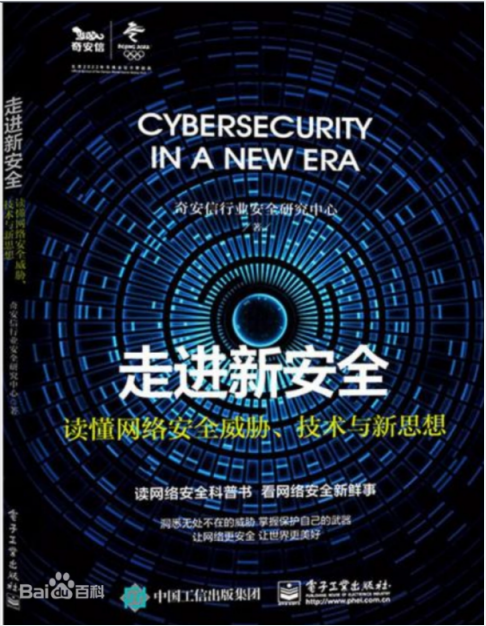 奇安信
BEIJING 2022
CYBERSECURITY
IN A NEW ERA
奇安信行业安全研究中心
著
走进新安全
读懂网络安全威胁、技术与新思想
读网络安全科普书 看网络安全新鲜事
洞悉无处不在的威胁 掌握保护自己的武器
让网络更安全 让世界更美好
中国工信出版集团
电子工业出版社
http://www.phei.com.cn
走进新安全
读懂网络安全威胁、
技术与新思想
奇安信行业安全研究中心 著
电子工业出版社
Baidu百科